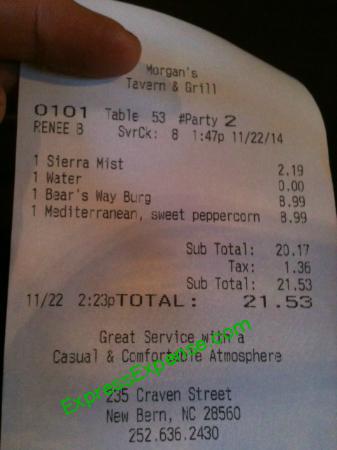 Morgan's
Tavern & Grill
0101 Table 53 #Party 2
RENEE B SvrCk: 8 1:47p 11/22/14
1 Sierra Mist 2.19
1 Water 0.00
1 Bear's Way Burg 8.99
1 Mediterranean, sweet peppercorn 8.99
Sub Total: 20.17
Tax: 1.36
Sub Total: 21.53
11/22 2:23pTOTAL: 21.53
Great Service with a
Casual & Comfortable Atmosphere
ExpressExpense.com
235 Craven Street
New Bern, NC 28560
252.636.2430